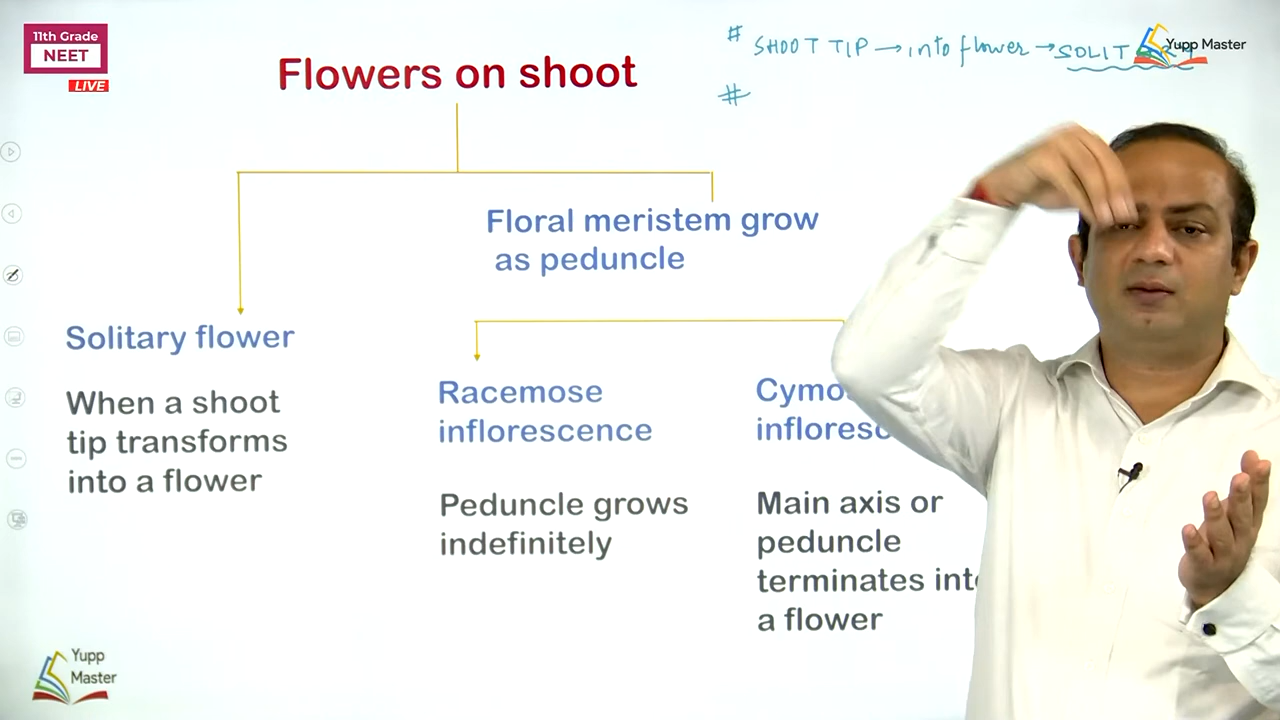 11th Grade
NEET
LIVE
Flowers on shoot
# SHOOT TIP → into flower →
Yupp Master
#
Floral meristem grow
as peduncle
Solitary flower
When a shoot
tip transforms
into a flower
Racemose
inflorescence
Peduncle grows
indefinitely
Main axis or
peduncle
terminates
a flower
Yupp
Master